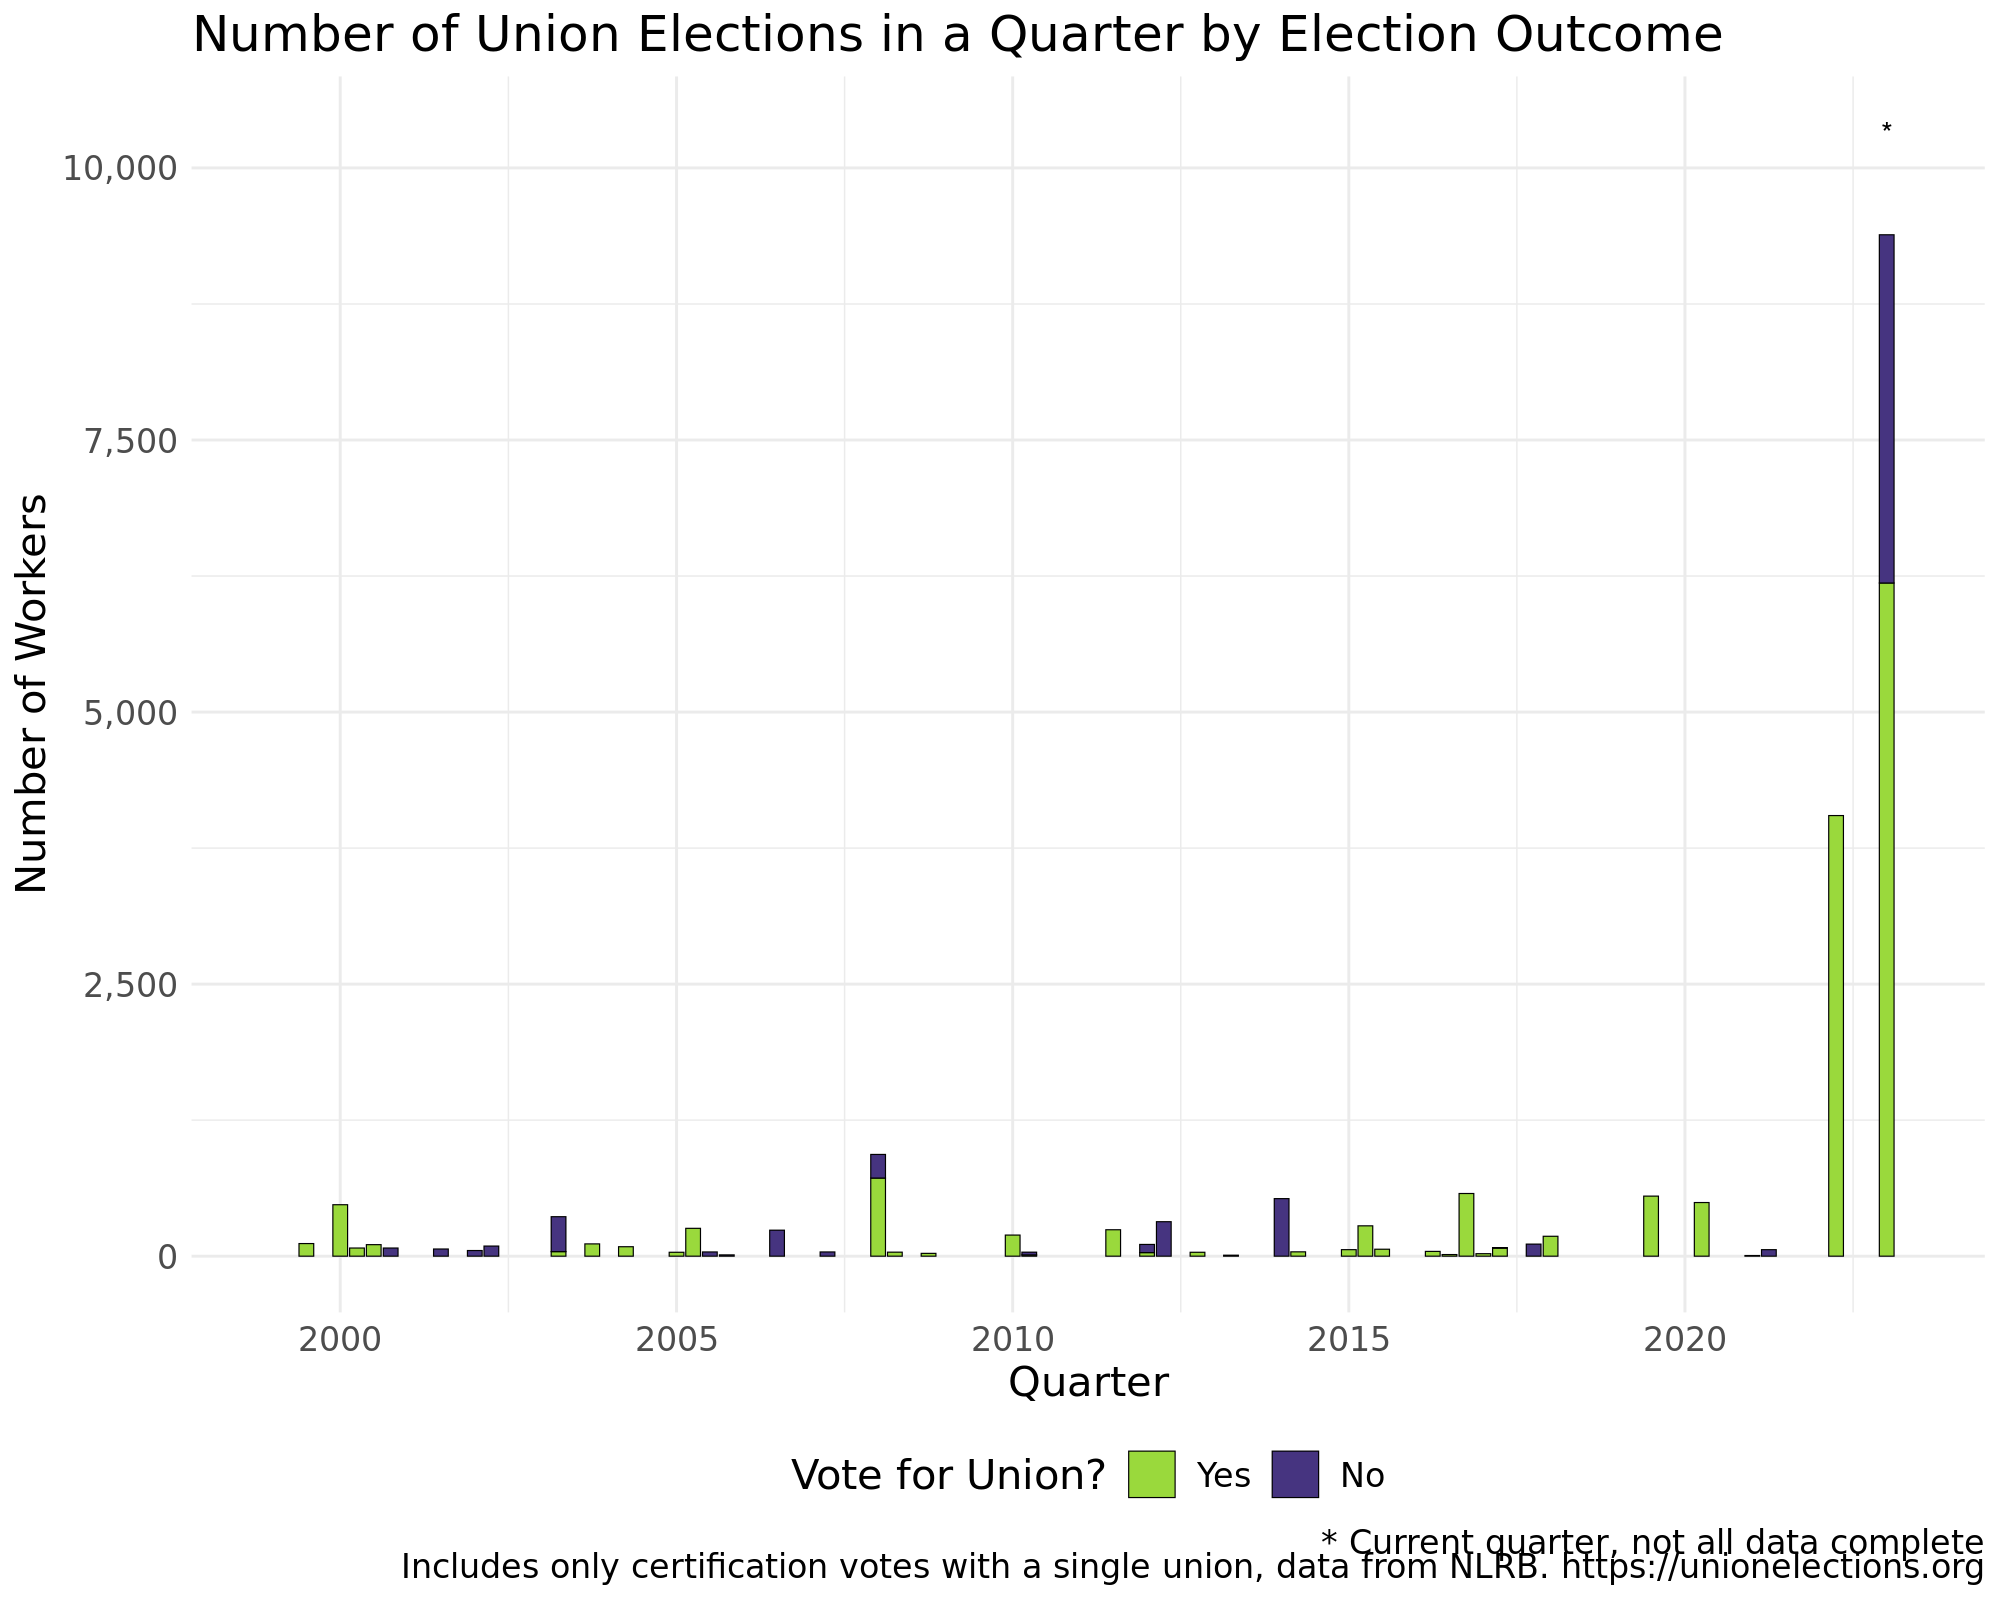 Number of Union Elections in a Quarter by Election Outcome
*
10,000
7,500
5,000
2,500
0
Number of Workers
2000 2005 2010 2015 2020
Quarter
Vote for Union? Yes No
* Current quarter, not all data complete
Includes only certification votes with a single union, data from NLRB. https://unionelections.org